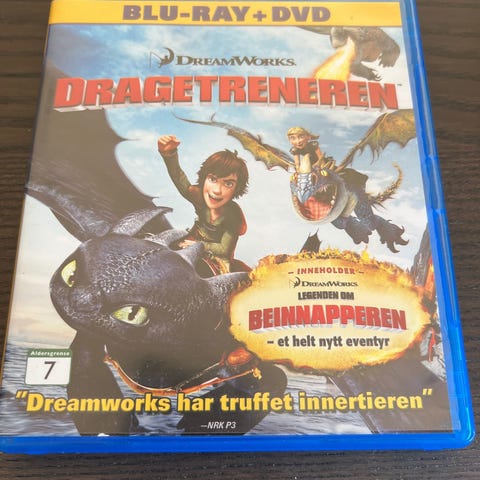 BLU-RAY + DVD
DREAMWORKS
DRAGETRENEREN
– INNEHOLDER –
DREAMWORKS
LEGENDEN OM
BEINNAPPEREN
– et helt nytt eventyr
Aldersgrense
7
"Dreamworks har truffet innertieren"
—NRK P3